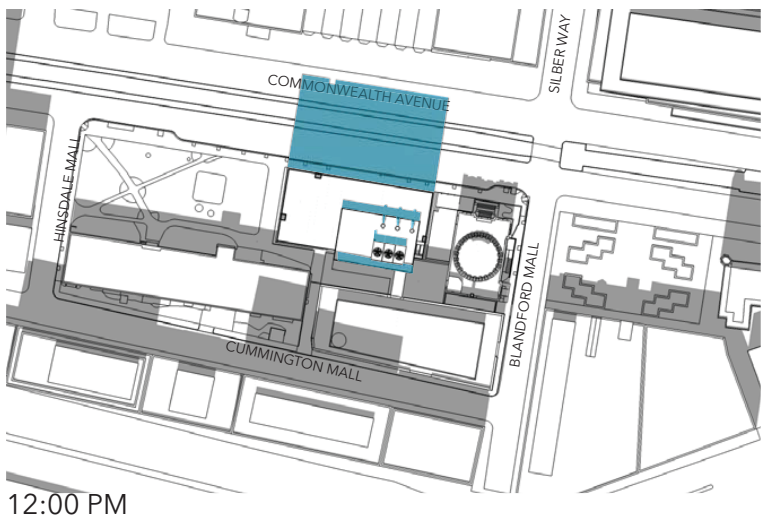 SILBER WAY
COMMONWEALTH AVENUE
HINSDALE MALL
BLANDFORD MALL
CUMMINGTON MALL
12:00 PM